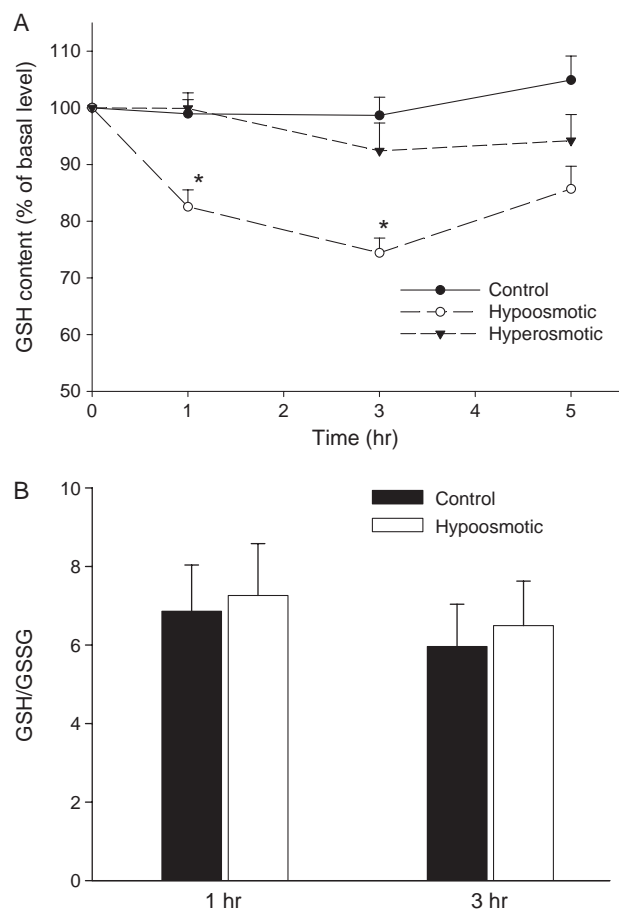 A
GSH content (% of basal level)
110
100
90
80
70
60
50
*
*
Control
Hypoosmotic
Hyperosmotic
0
1
2
3
4
5
Time (hr)
B
GSH/GSSG
10
8
6
4
2
0
Control
Hypoosmotic
1 hr
3 hr